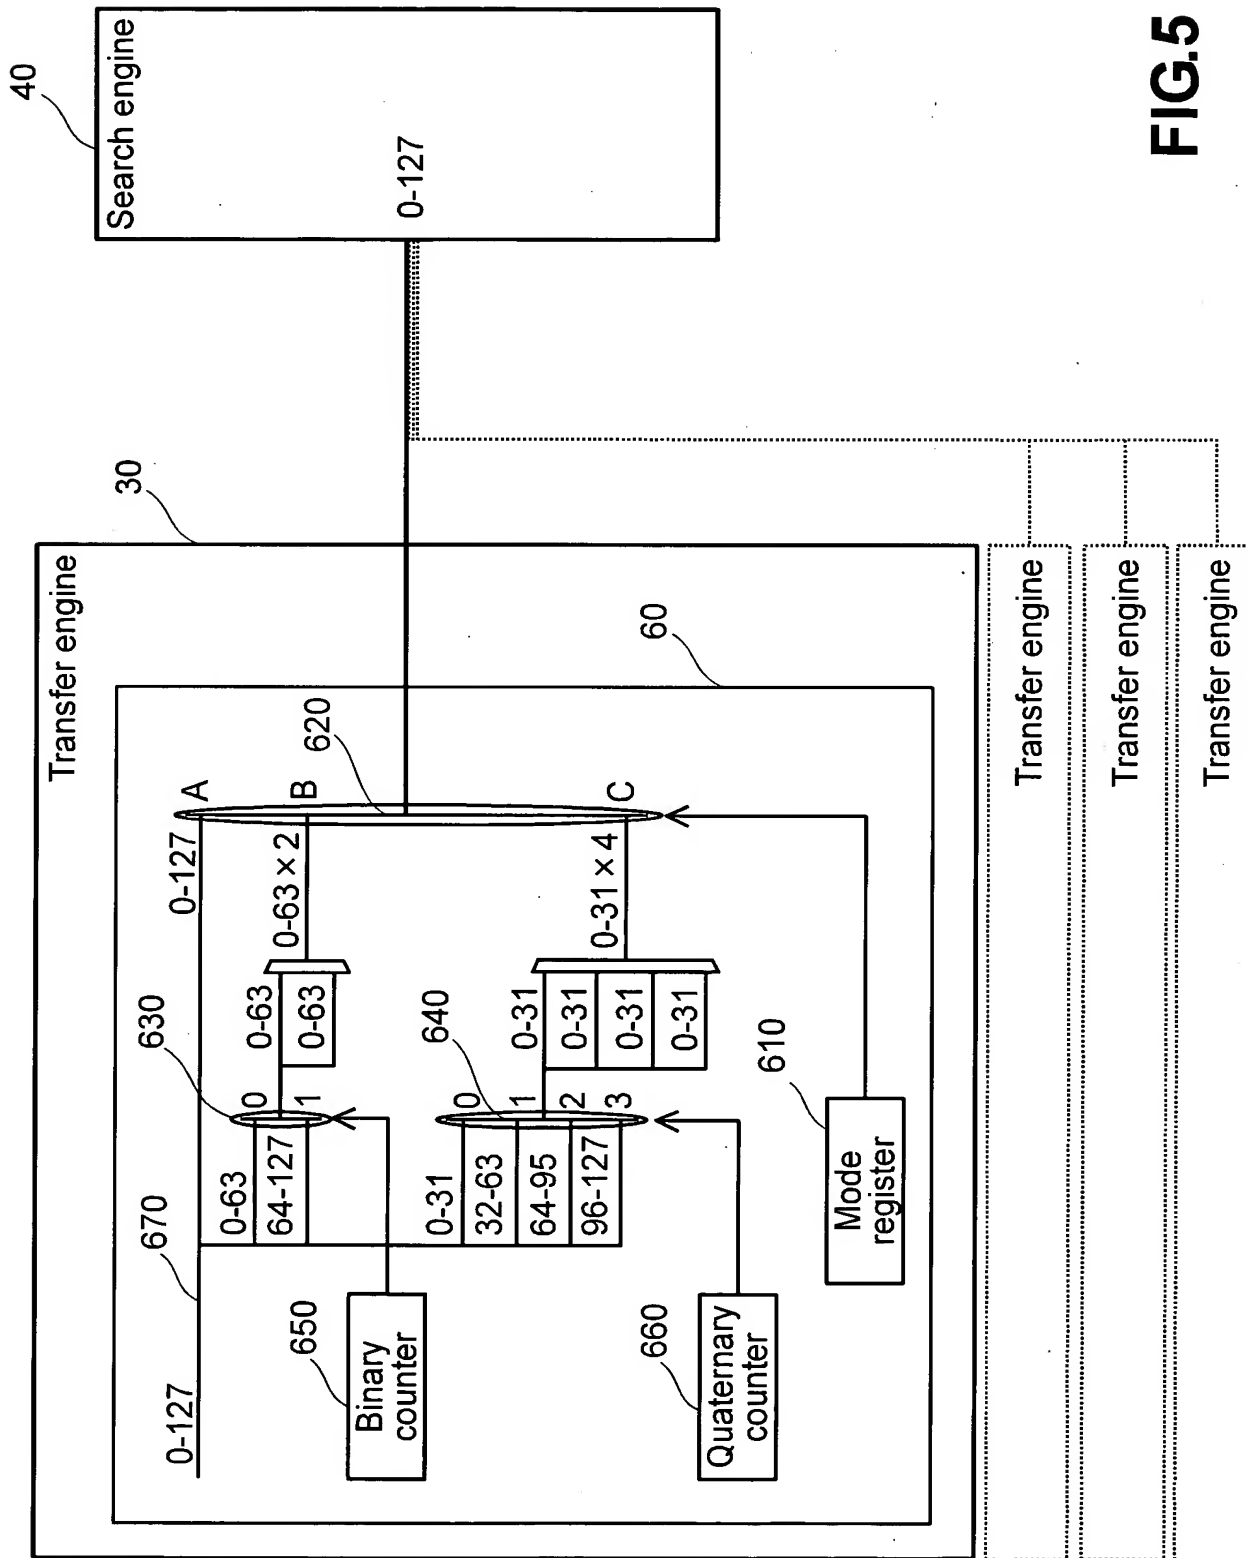 Transfer engine
30
60
0-127
670
0-63
64-127
630
0
1
0-63
0-63
0-63 × 2
0-127
A
B
620
C
0-31
32-63
64-95
96-127
640
0
1
2
3
0-31
0-31
0-31
0-31
0-31 × 4
650
Binary
counter
660
Quaternary
counter
610
Mode
register
Search engine
40
0-127
Transfer engine
Transfer engine
Transfer engine
FIG.5